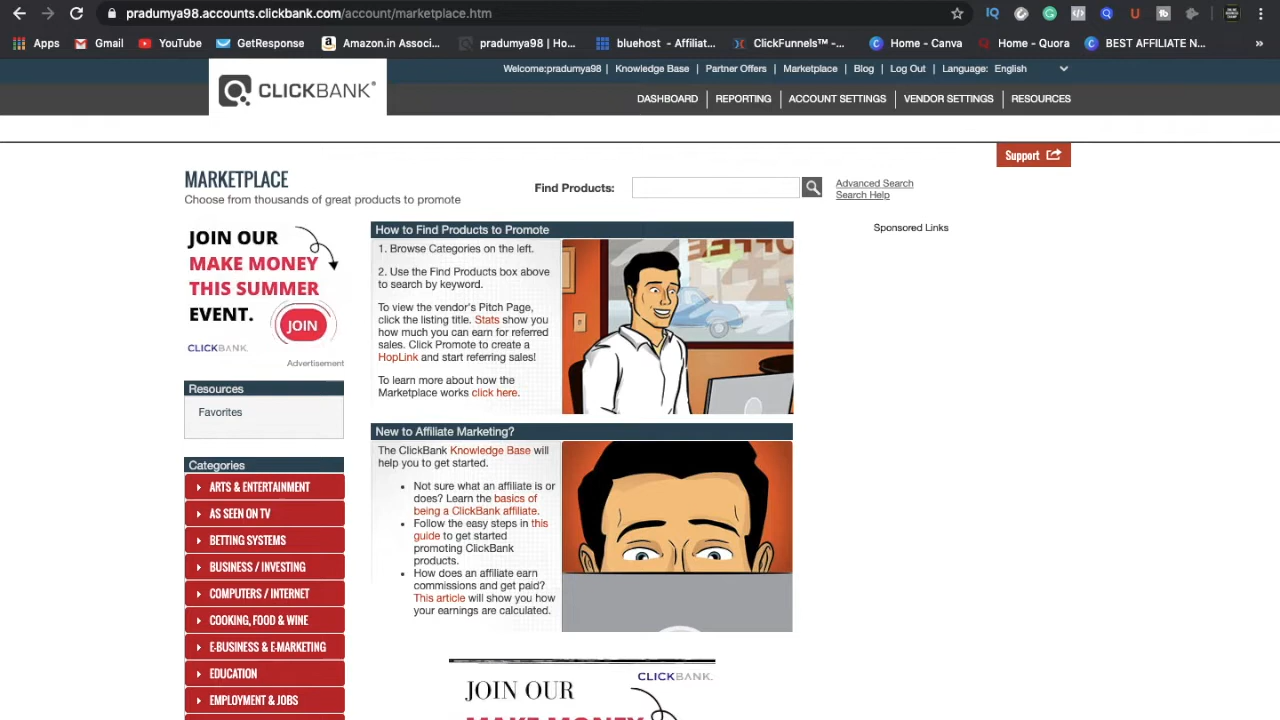 pradumya98.accounts.clickbank.com/account/marketplace.htm
Apps
Gmail
YouTube
GetResponse
Amazon.in Associ...
pradumya98 | Ho...
bluehost - Affiliat...
ClickFunnels™ -...
Home - Canva
Home - Quora
BEST AFFILIATE N...
»
Welcome:pradumya98 | Knowledge Base | Partner Offers | Marketplace | Blog | Log Out | Language: English
CLICKBANK®
DASHBOARD | REPORTING | ACCOUNT SETTINGS | VENDOR SETTINGS | RESOURCES
Support
MARKETPLACE
Choose from thousands of great products to promote
Find Products:
Advanced Search
Search Help
JOIN OUR
MAKE MONEY
THIS SUMMER
EVENT.
JOIN
CLICKBANK.
Advertisement
Resources
Favorites
Categories
ARTS & ENTERTAINMENT
AS SEEN ON TV
BETTING SYSTEMS
BUSINESS / INVESTING
COMPUTERS / INTERNET
COOKING, FOOD & WINE
E-BUSINESS & E-MARKETING
EDUCATION
EMPLOYMENT & JOBS
How to Find Products to Promote
1. Browse Categories on the left.
2. Use the Find Products box above
to search by keyword.
To view the vendor's Pitch Page,
click the listing title. Stats show you
how much you can earn for referred
sales. Click Promote to create a
HopLink and start referring sales!
To learn more about how the
Marketplace works click here.
COFFEE
New to Affiliate Marketing?
The ClickBank Knowledge Base will
help you to get started.
• Not sure what an affiliate is or
does? Learn the basics of
being a ClickBank affiliate.
• Follow the easy steps in this
guide to get started
promoting ClickBank
products.
• How does an affiliate earn
commissions and get paid?
This article will show you how
your earnings are calculated.
CLICKBANK.
JOIN OUR
MAKE MONEY
Sponsored Links